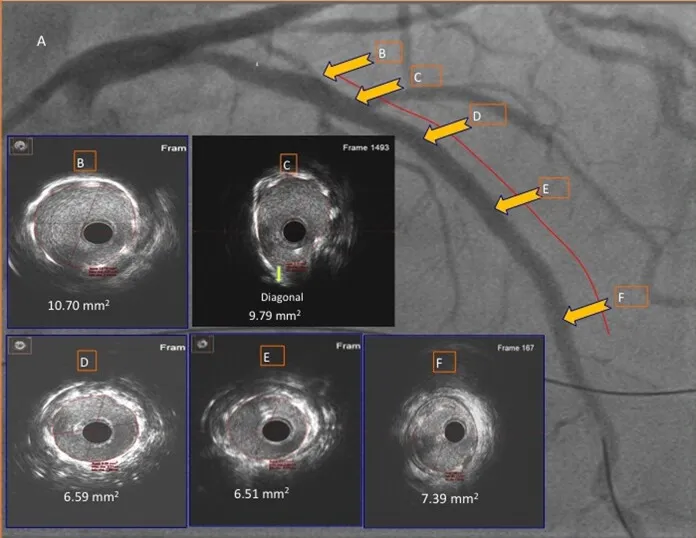 A
B
C
D
E
F
B
Fram
10.70 mm²
Frame 1493
C
Diagonal
9.79 mm²
D
Fram
6.59 mm²
E
Fram
6.51 mm²
F
Frame 167
7.39 mm²